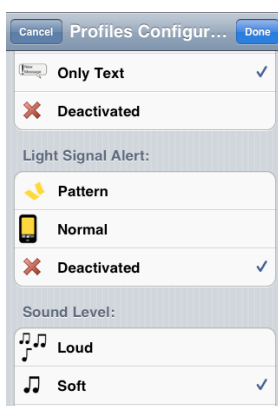 Cancel Profiles Configur... Done
Only Text
Deactivated
Light Signal Alert:
Pattern
Normal
Deactivated
Sound Level:
Loud
Soft